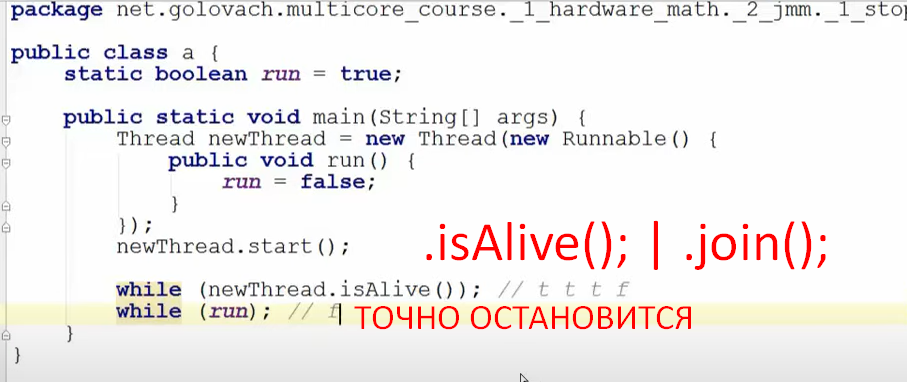 package net.golovach.multicore_course._1_hardware_math._2_jmm._1_stop
public class a {
static boolean run = true;
public static void main(String[] args) {
Thread newThread = new Thread(new Runnable() {
public void run() {
run = false;
}
});
newThread.start();
.isAlive(); | .join();
while (newThread.isAlive()); // t t t f
while (run); // f ТОЧНО ОСТАНОВИТСЯ
}
}